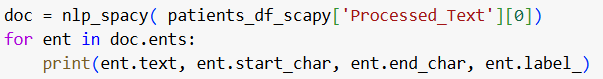 doc = nlp_spacy( patients_df_scapy['Processed_Text'][0])
for ent in doc.ents:
    print(ent.text, ent.start_char, ent.end_char, ent.label_)